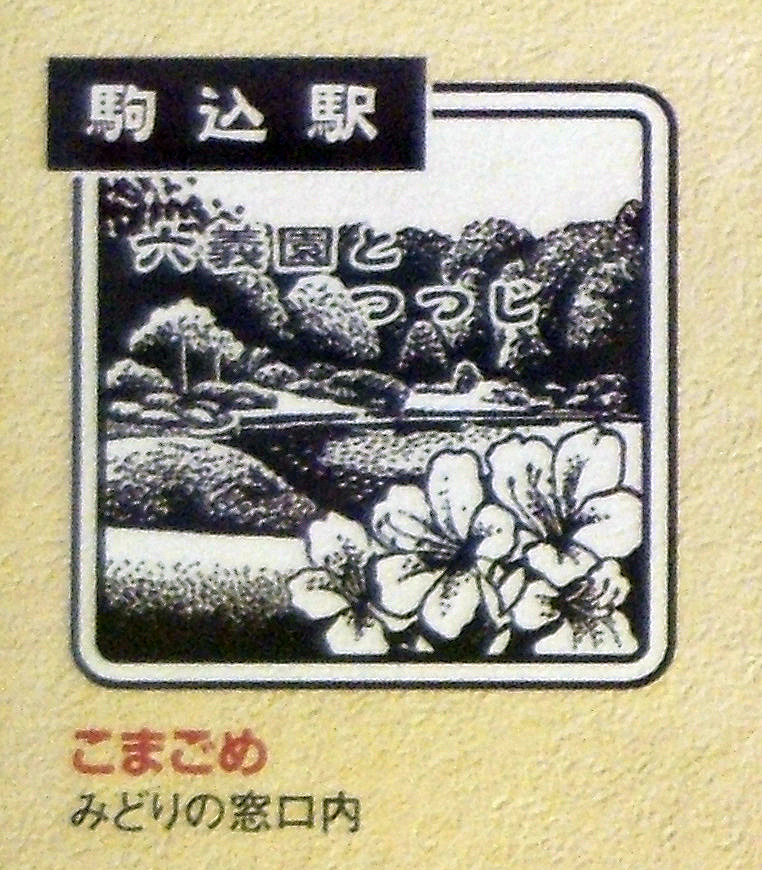 駒込駅
六義園と
つつじ
こまごめ
みどりの窓口内